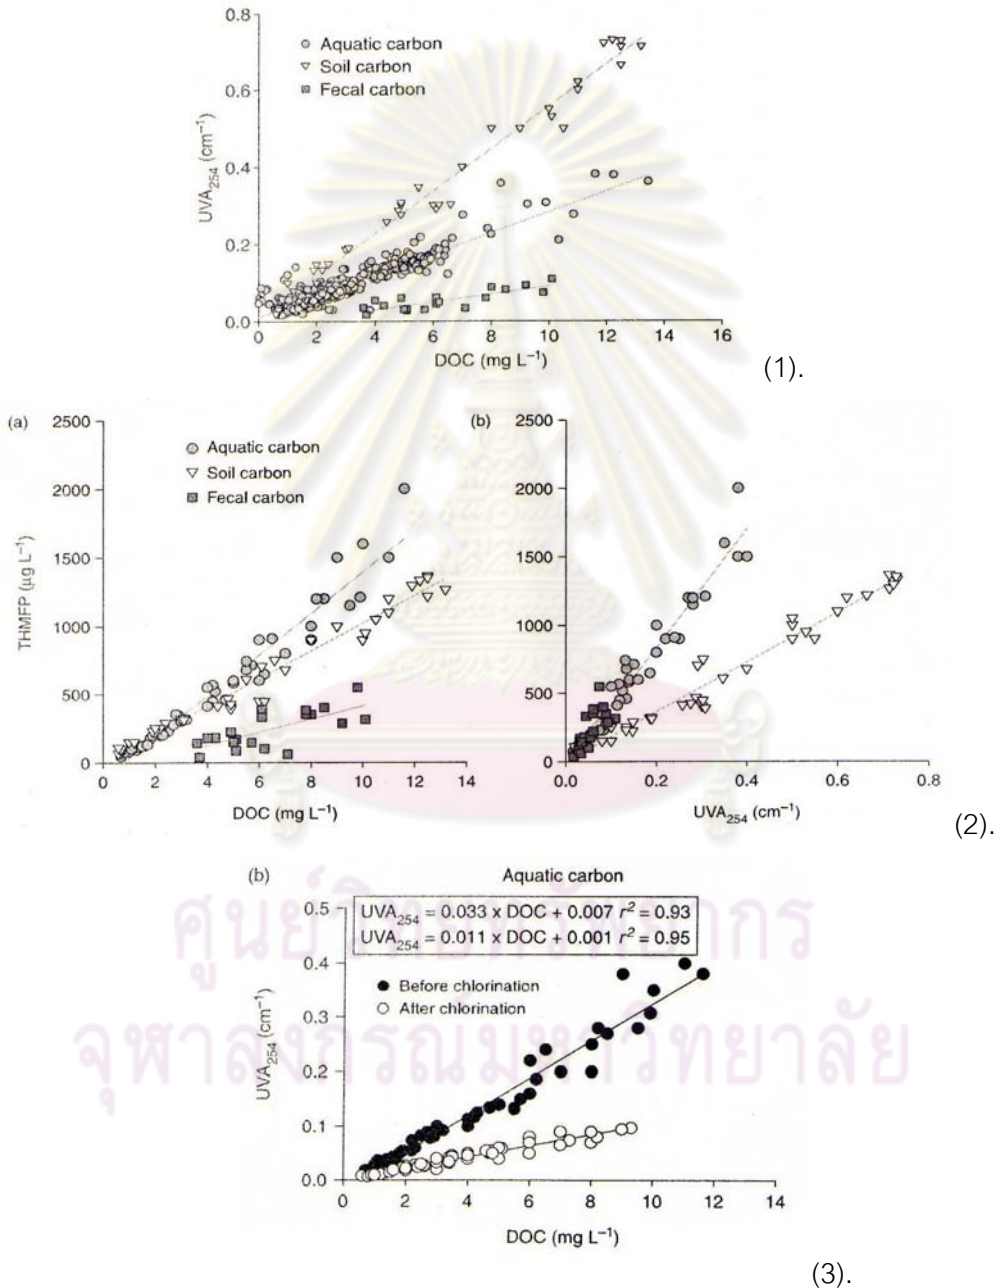 0.8
0.6
0.4
0.2
0.0
UVA254 (cm−1)
Aquatic carbon
Soil carbon
Fecal carbon
0 2 4 6 8 10 12 14 16
DOC (mg L−1)
(1).
(a)
2500
2000
1500
1000
500
0
THMFP (μg L−1)
Aquatic carbon
Soil carbon
Fecal carbon
0 2 4 6 8 10 12 14
DOC (mg L−1)
(b)
2500
2000
1500
1000
500
0
0.0 0.2 0.4 0.6 0.8
UVA254 (cm−1)
(2).
(b) Aquatic carbon
UVA254 = 0.033 x DOC + 0.007 r2 = 0.93
UVA254 = 0.011 x DOC + 0.001 r2 = 0.95
0.5
0.4
0.3
0.2
0.1
0.0
UVA254 (cm−1)
Before chlorination
After chlorination
0 2 4 6 8 10 12 14
DOC (mg L−1)
(3).
ศูนย์วิทยทรัพยากร
จุฬาลงกรณ์มหาวิทยาลัย